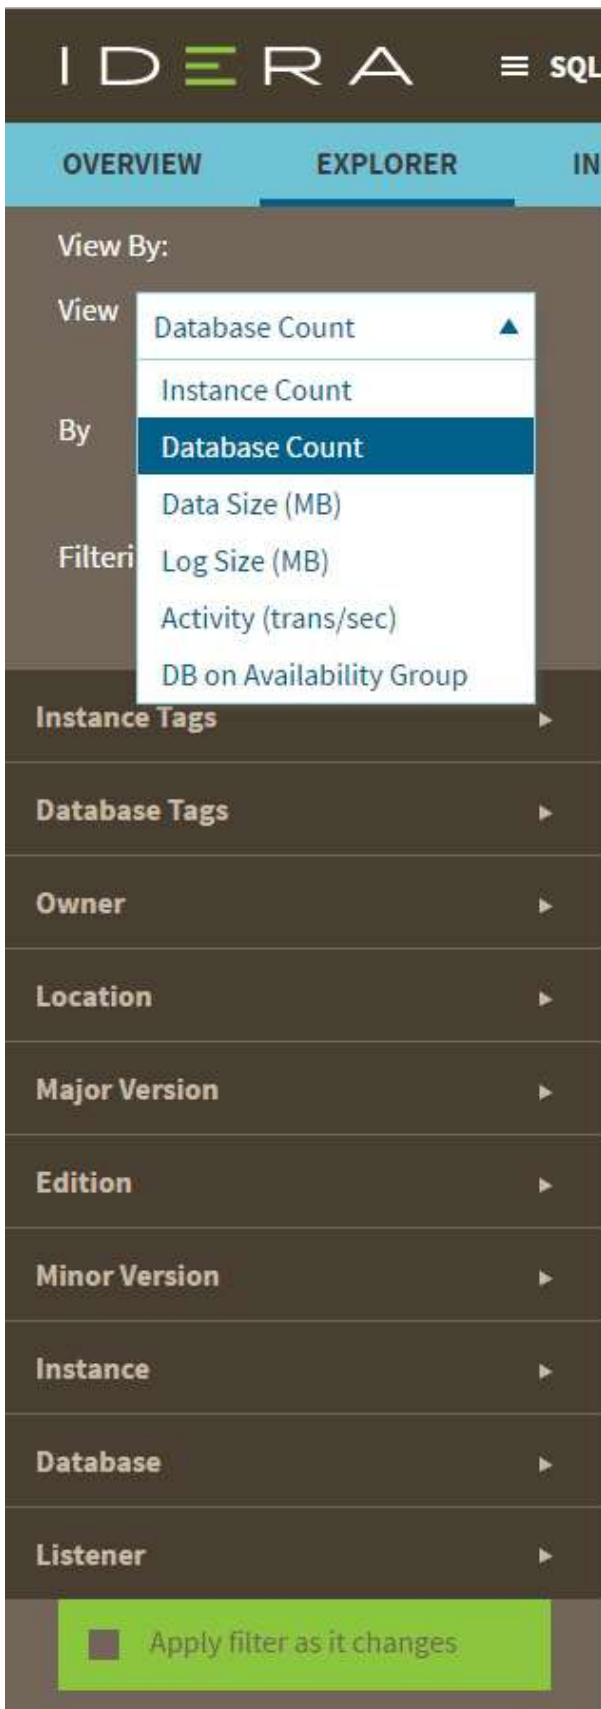 IDERA ≡ SQL
OVERVIEW EXPLORER IN
View By:
View Database Count
Instance Count
By Database Count
Data Size (MB)
Filteri Log Size (MB)
Activity (trans/sec)
DB on Availability Group
Instance Tags
Database Tags
Owner
Location
Major Version
Edition
Minor Version
Instance
Database
Listener
Apply filter as it changes